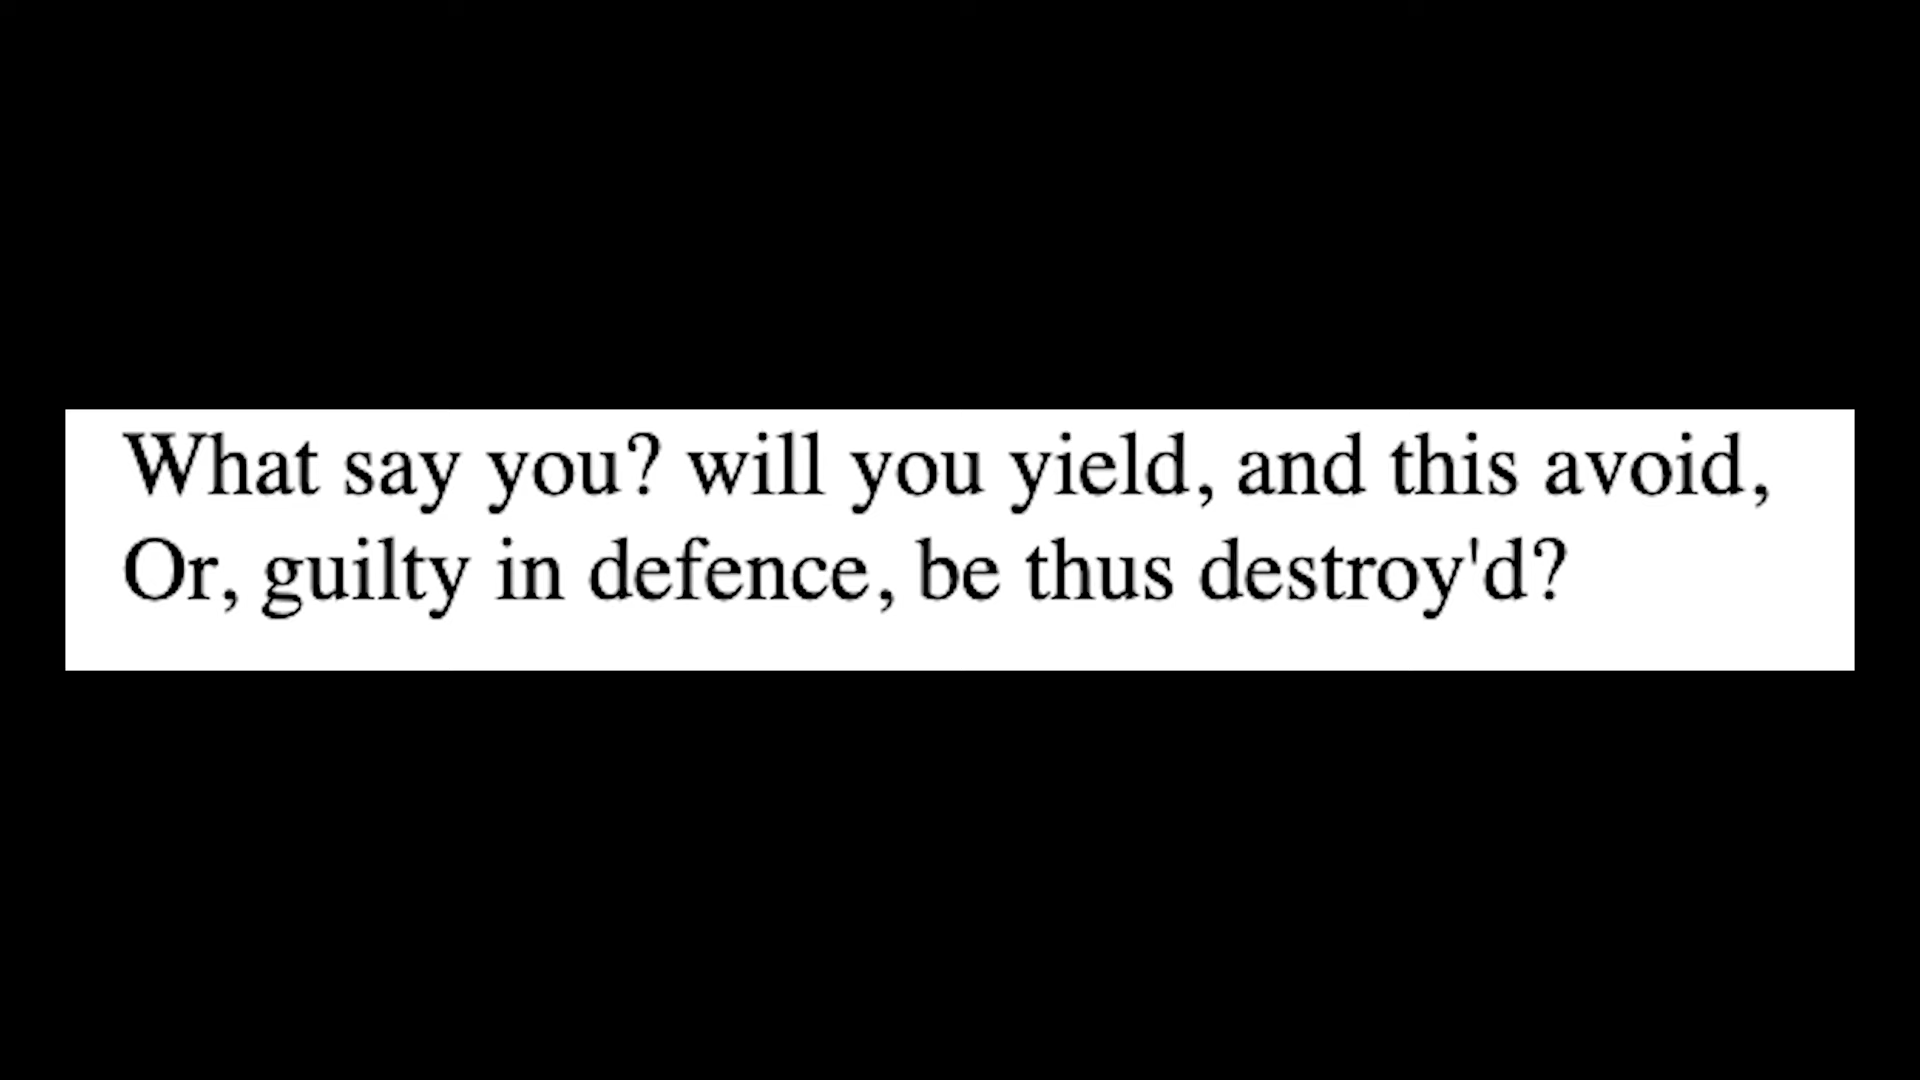 What say you? will you yield, and this avoid,
Or, guilty in defence, be thus destroy'd?